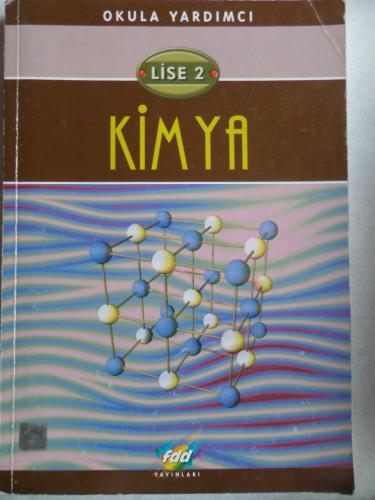 OKULA YARDIMCI
LİSE 2
KİMYA
fdd
YAYINLARI